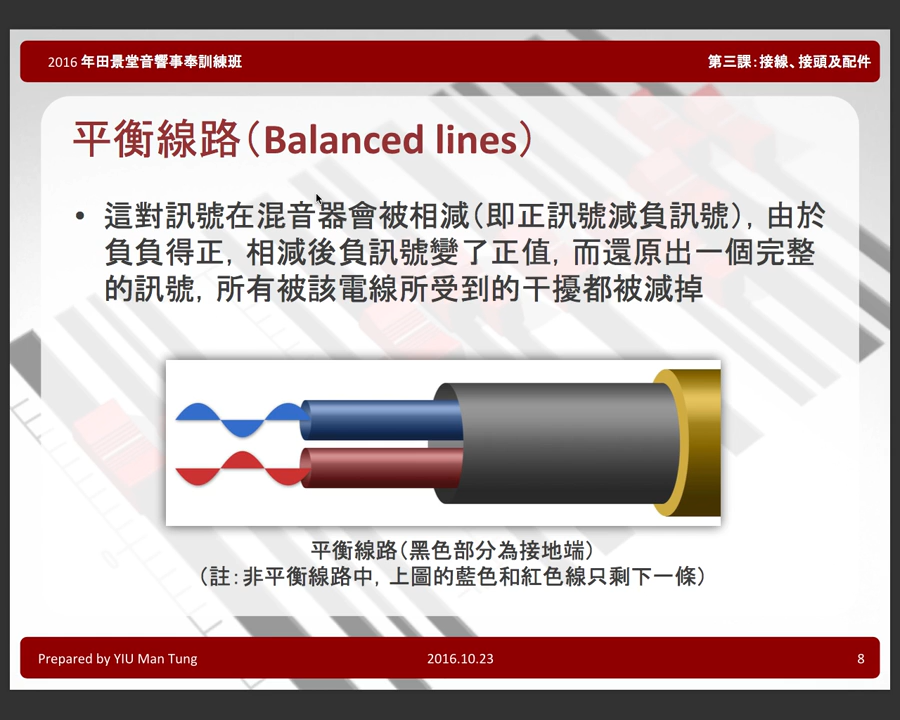 2016 年田景堂音響事奉訓練班
第三課：接線、接頭及配件
平衡線路（Balanced lines）
• 這對訊號在混音器會被相減（即正訊號減負訊號），由於
負負得正，相減後負訊號變了正值，而還原出一個完整
的訊號，所有被該電線所受到的干擾都被減掉
平衡線路（黑色部分為接地端）
（註：非平衡線路中，上圖的藍色和紅色線只剩下一條）
Prepared by YIU Man Tung
2016.10.23
8